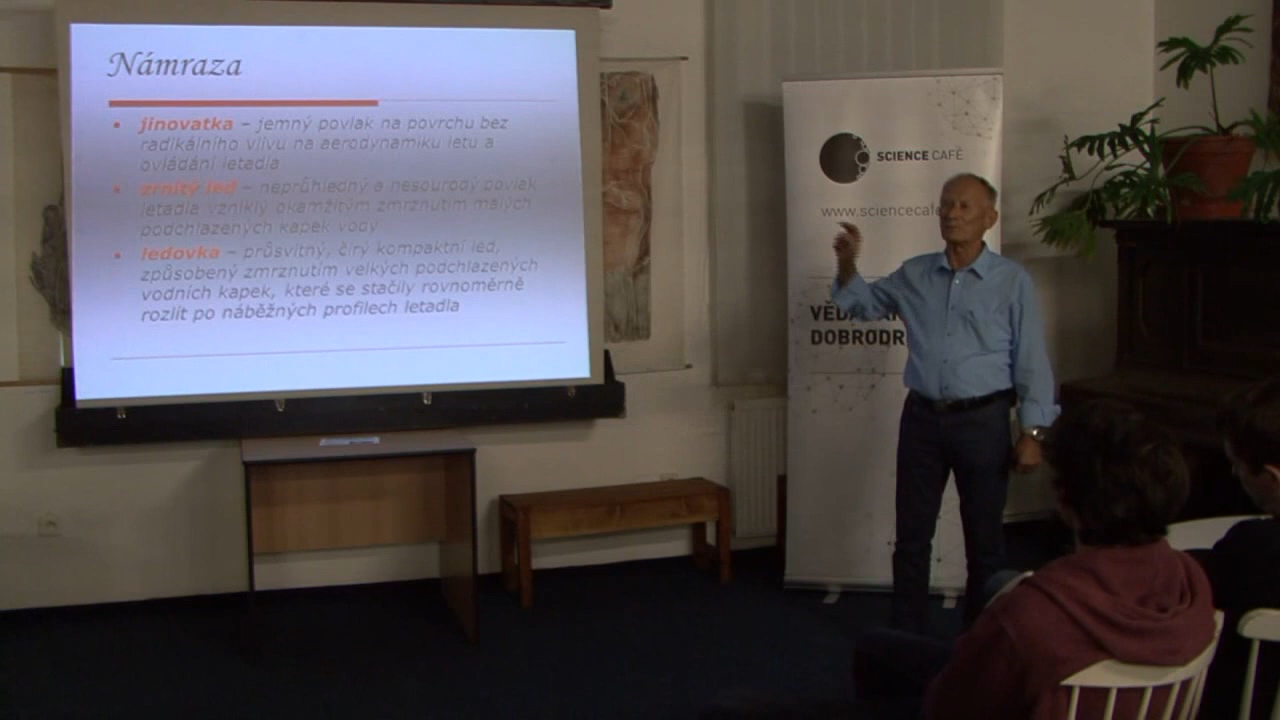 Námraza
• jinovatka – jemný povlak na povrchu bez
radikálního vlivu na aerodynamiku letu a
ovládání letadla
• zrnitý led – neprůhledný a nesourodý povlak
letadla vzniklý okamžitým zmrznutím malých
podchlazených kapek vody
• ledovka – průsvitný, čirý kompaktní led,
způsobený zmrznutím velkých podchlazených
vodních kapek, které se stačily rovnoměrně
rozlít po náběžných profilech letadla
SCIENCE CAFÉ
www.sciencecafe
DOBRODR